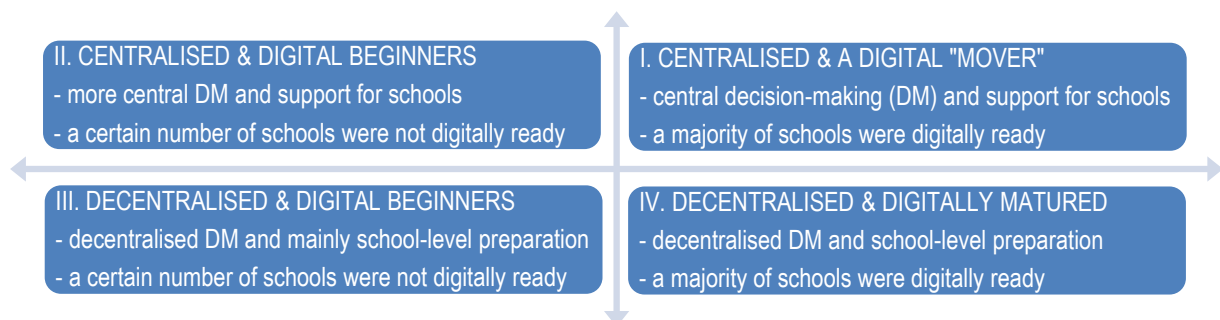 II. CENTRALISED & DIGITAL BEGINNERS
- more central DM and support for schools
- a certain number of schools were not digitally ready
I. CENTRALISED & A DIGITAL "MOVER"
- central decision-making (DM) and support for schools
- a majority of schools were digitally ready
III. DECENTRALISED & DIGITAL BEGINNERS
- decentralised DM and mainly school-level preparation
- a certain number of schools were not digitally ready
IV. DECENTRALISED & DIGITALLY MATURED
- decentralised DM and school-level preparation
- a majority of schools were digitally ready